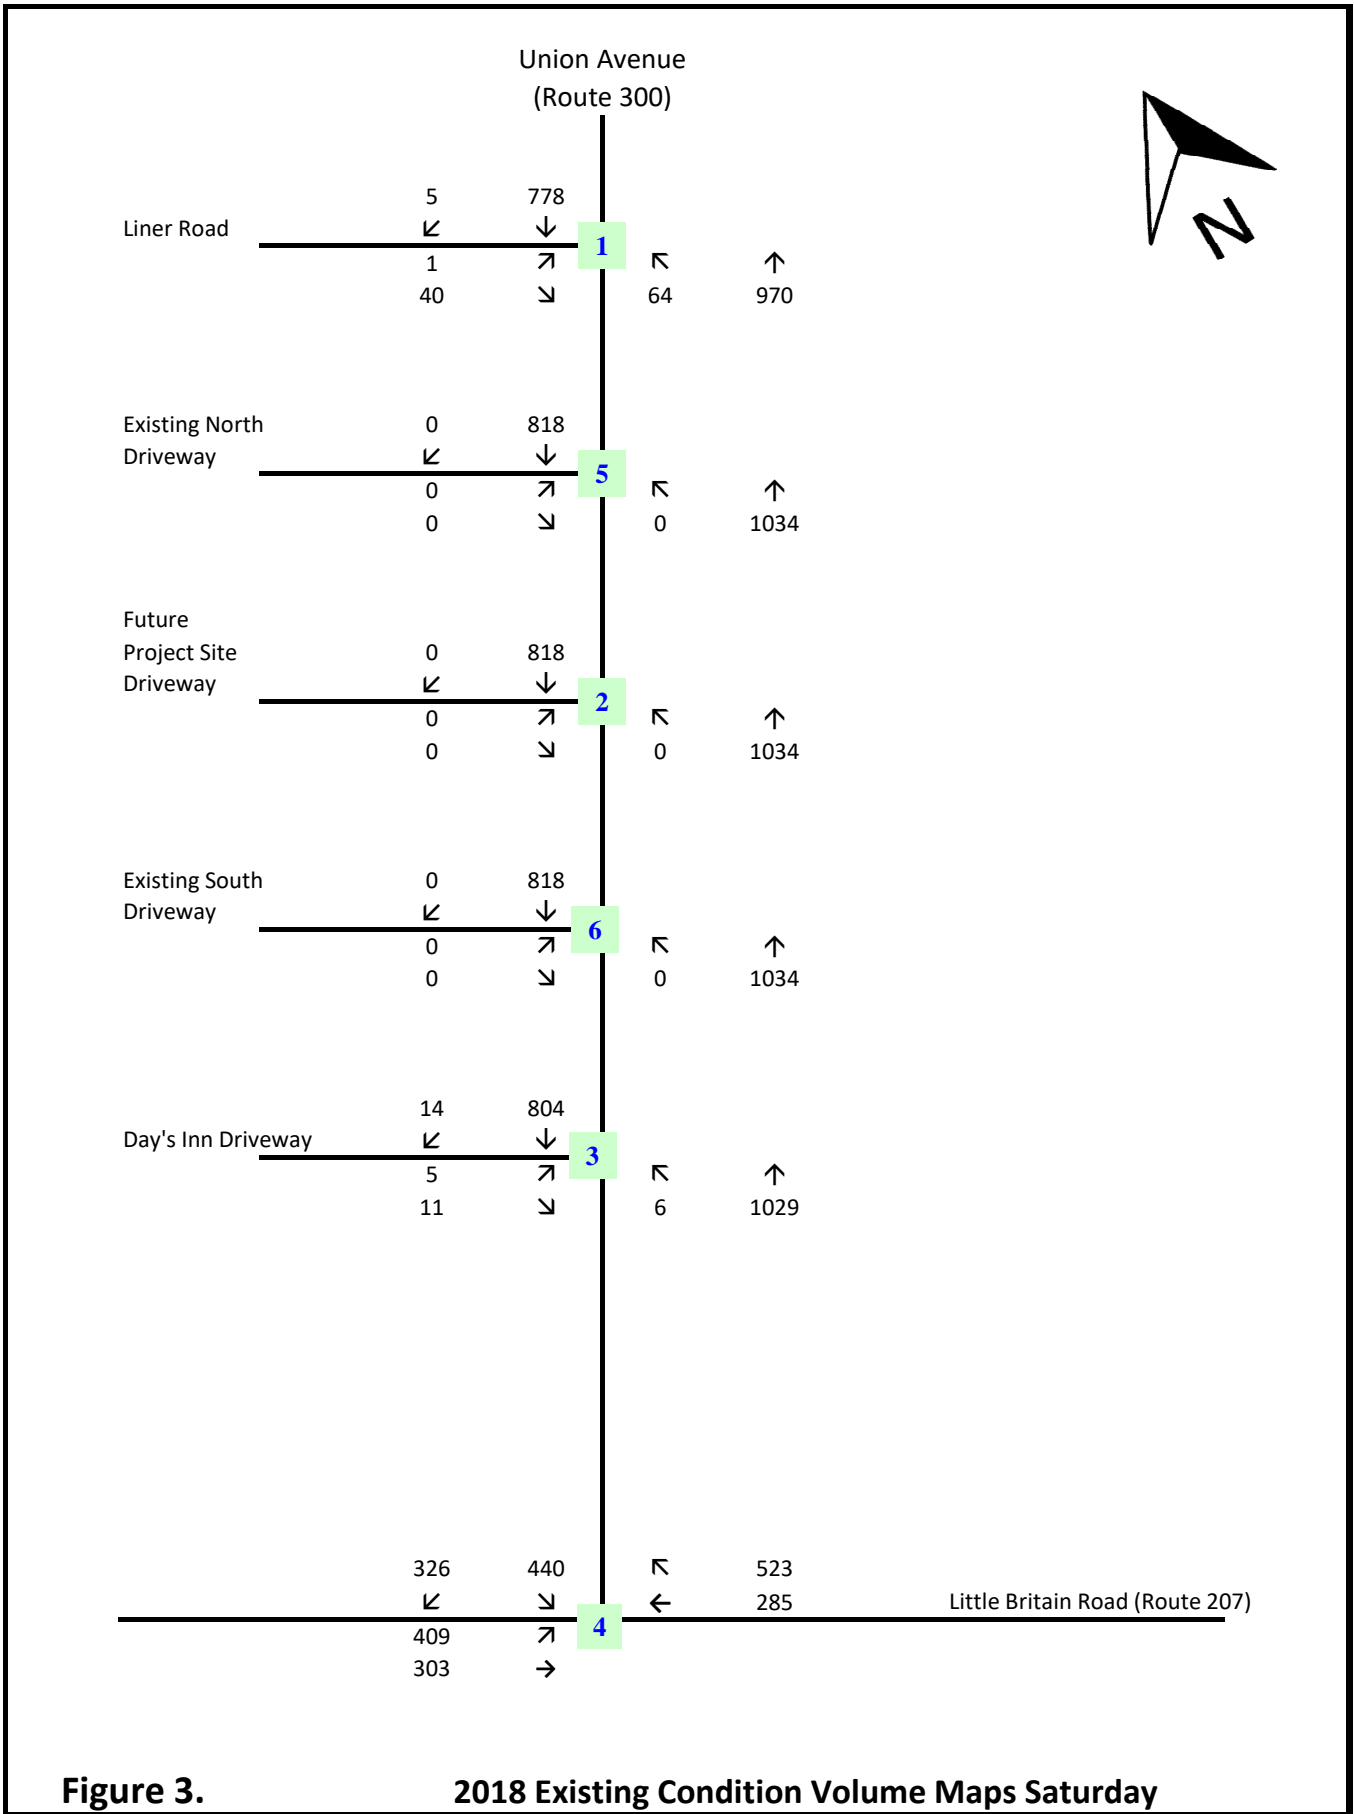 Union Avenue
(Route 300)
N
5 778
Liner Road ↙ ↓
1
1 ↗ ↖ ↑
40 ↘ 64 970
Existing North 0 818
Driveway ↙ ↓
5
0 ↗ ↖ ↑
0 ↘ 0 1034
Future
Project Site 0 818
Driveway ↙ ↓
2
0 ↗ ↖ ↑
0 ↘ 0 1034
Existing South 0 818
Driveway ↙ ↓
6
0 ↗ ↖ ↑
0 ↘ 0 1034
14 804
Day's Inn Driveway ↙ ↓
3
5 ↗ ↖ ↑
11 ↘ 6 1029
326 440 ↖ 523
↙ ↘ ← 285 Little Britain Road (Route 207)
4
409 ↗
303 →
Figure 3. 2018 Existing Condition Volume Maps Saturday